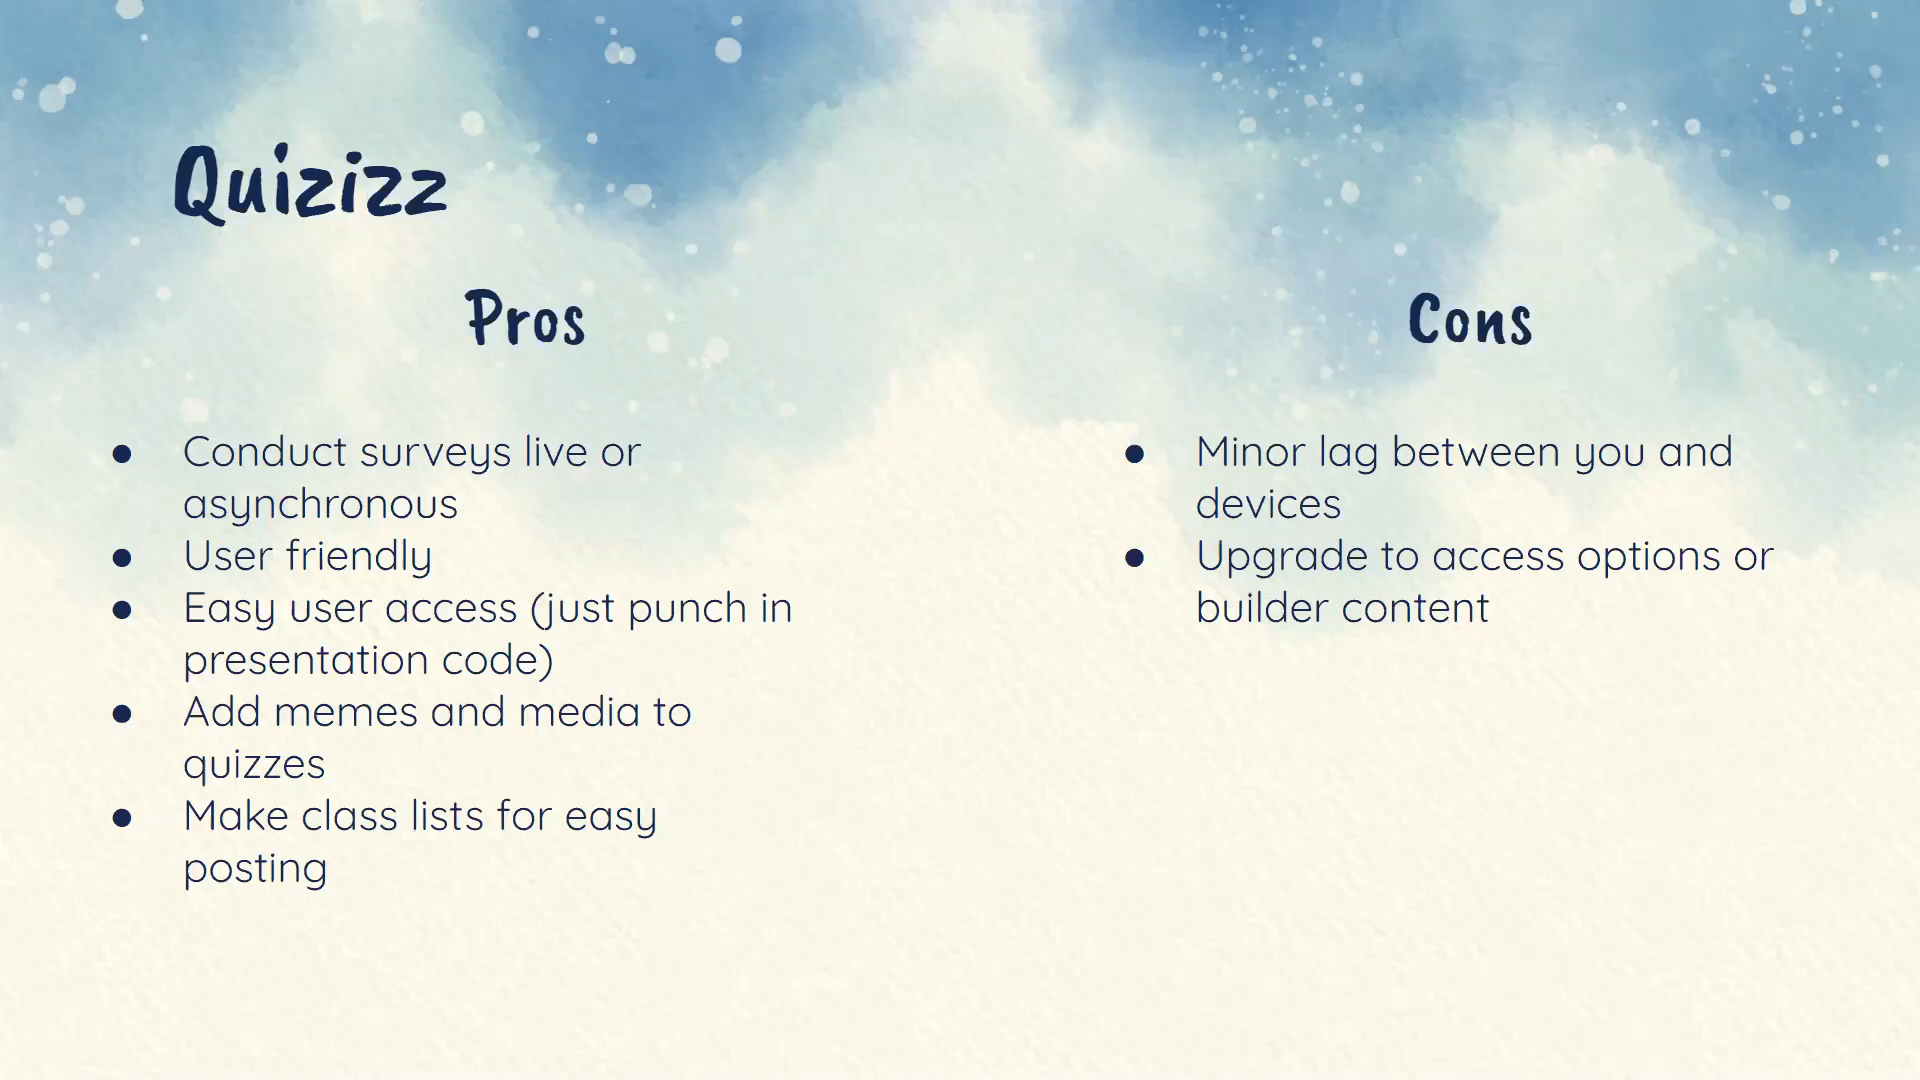 Quizizz
Pros
● Conduct surveys live or
asynchronous
● User friendly
● Easy user access (just punch in
presentation code)
● Add memes and media to
quizzes
● Make class lists for easy
posting
Cons
● Minor lag between you and
devices
● Upgrade to access options or
builder content